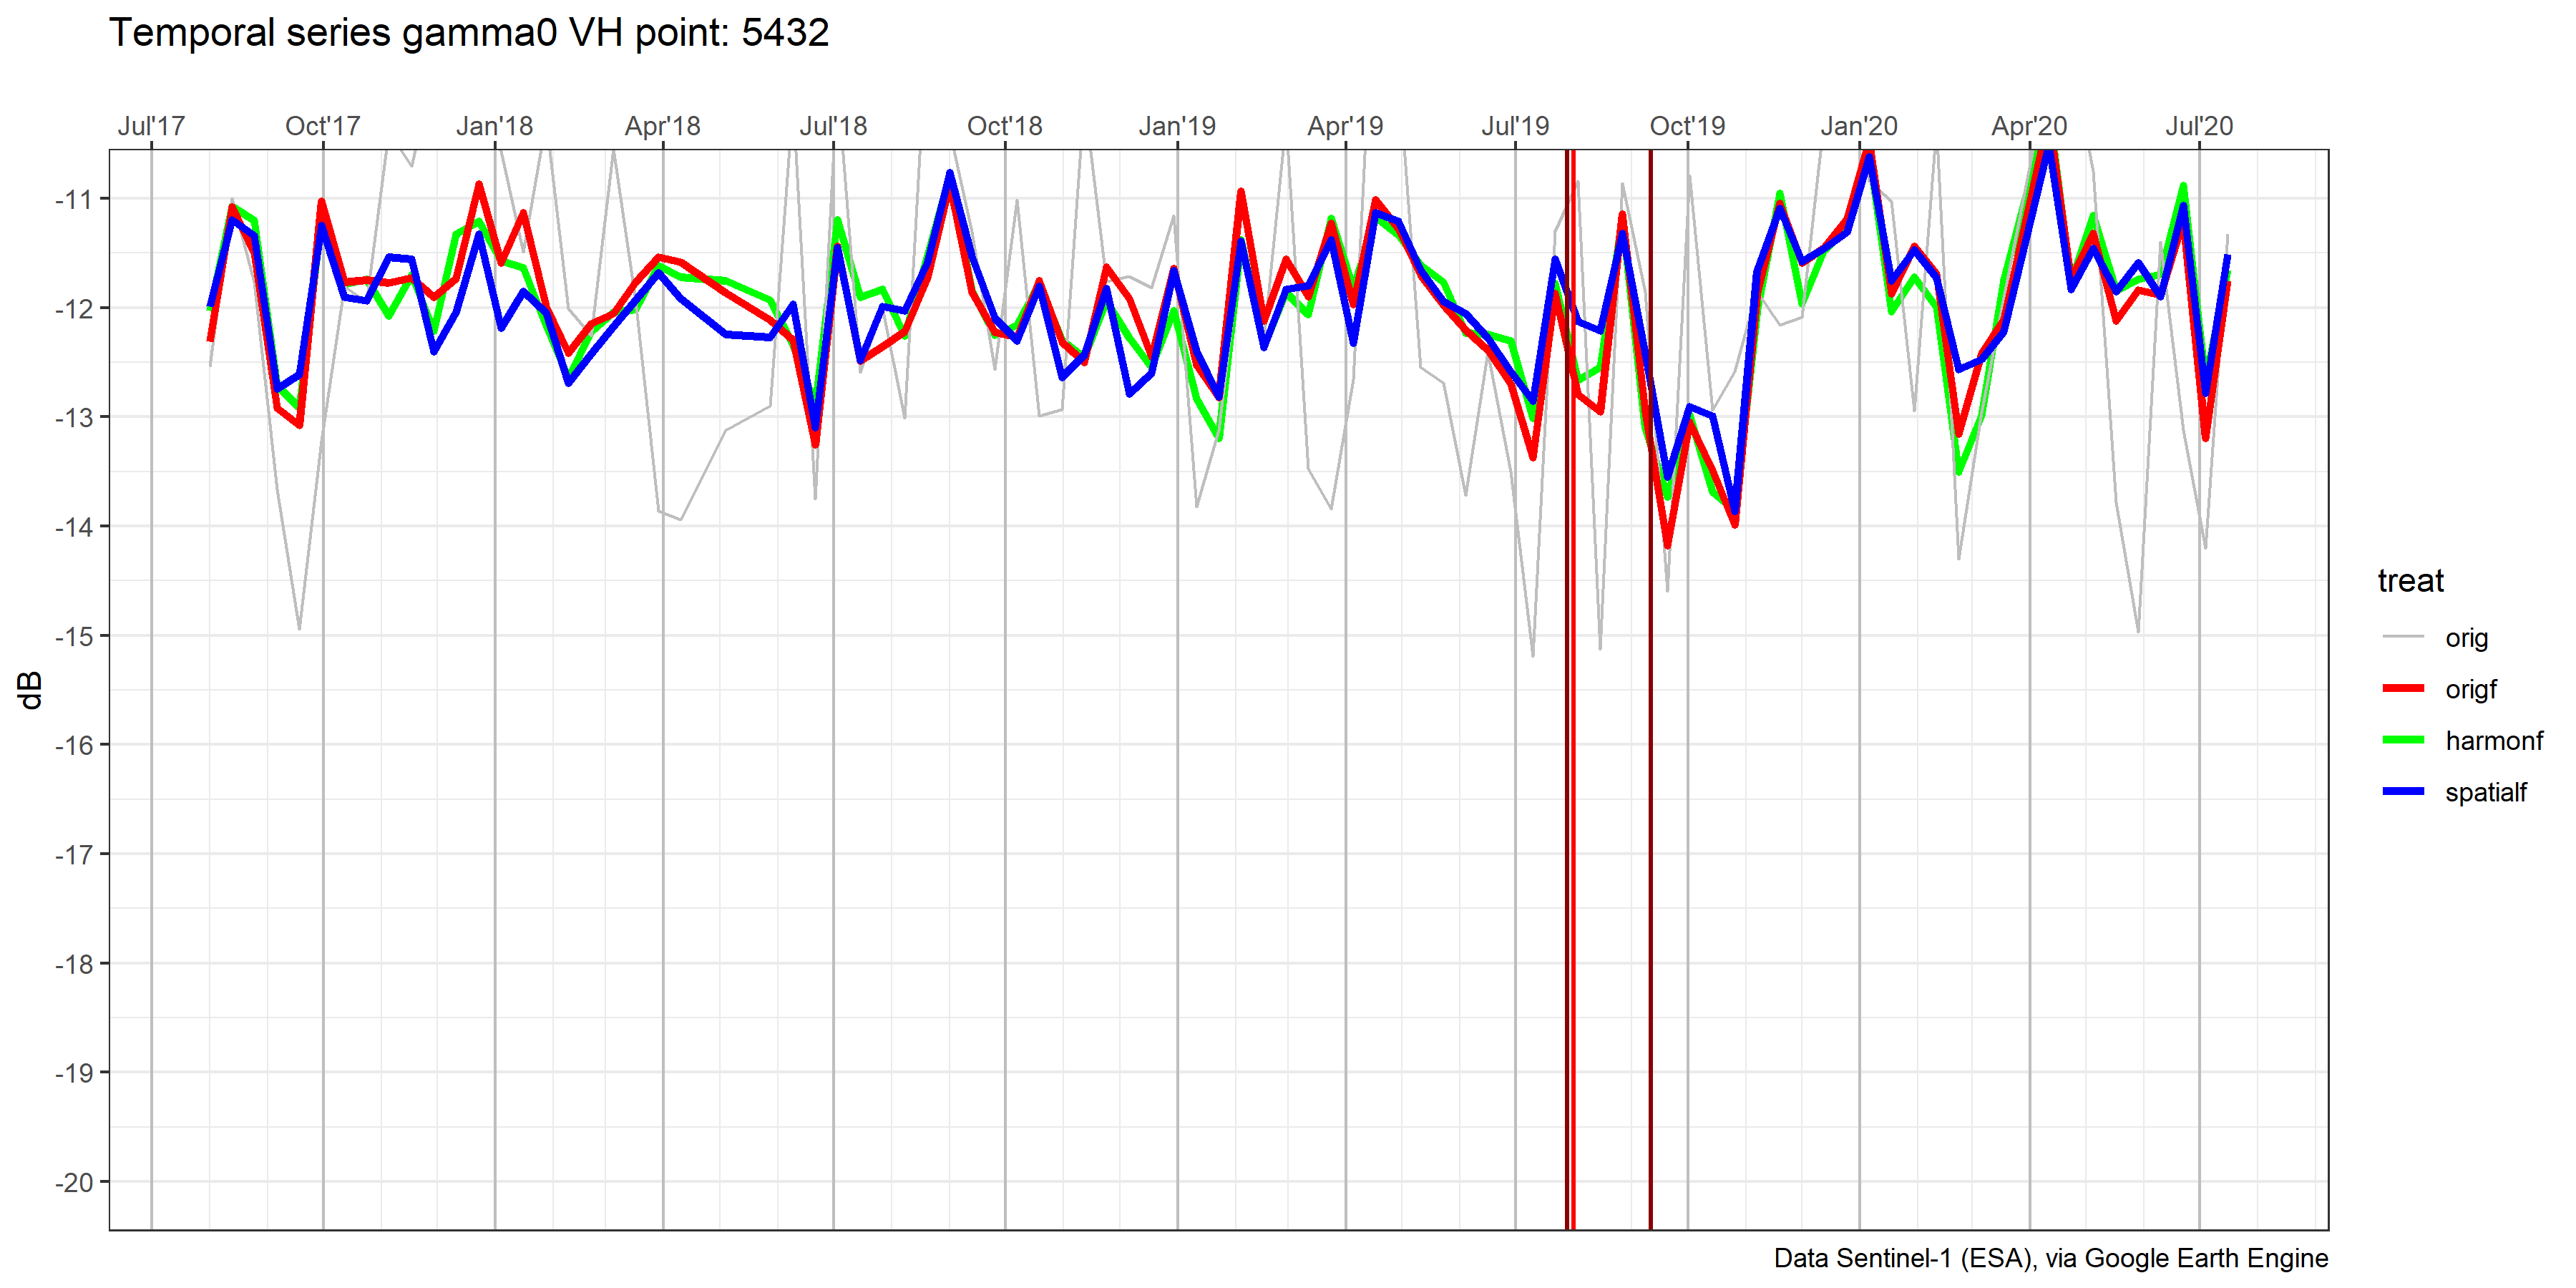 Temporal series gamma0 VH point: 5432
Jul'17 Oct'17 Jan'18 Apr'18 Jul'18 Oct'18 Jan'19 Apr'19 Jul'19 Oct'19 Jan'20 Apr'20 Jul'20
-11
-12
-13
-14
-15
-16
-17
-18
-19
-20
dB
treat
orig
origf
harmonf
spatialf
Data Sentinel-1 (ESA), via Google Earth Engine